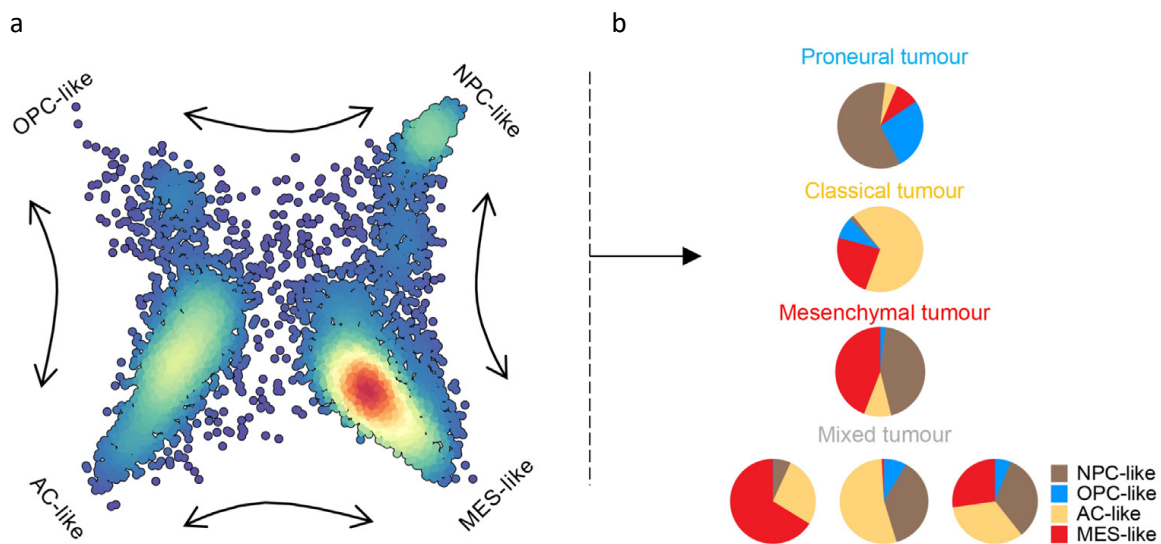 a
OPC-like
NPC-like
AC-like
MES-like
b
Proneural tumour
Classical tumour
Mesenchymal tumour
Mixed tumour
NPC-like
OPC-like
AC-like
MES-like